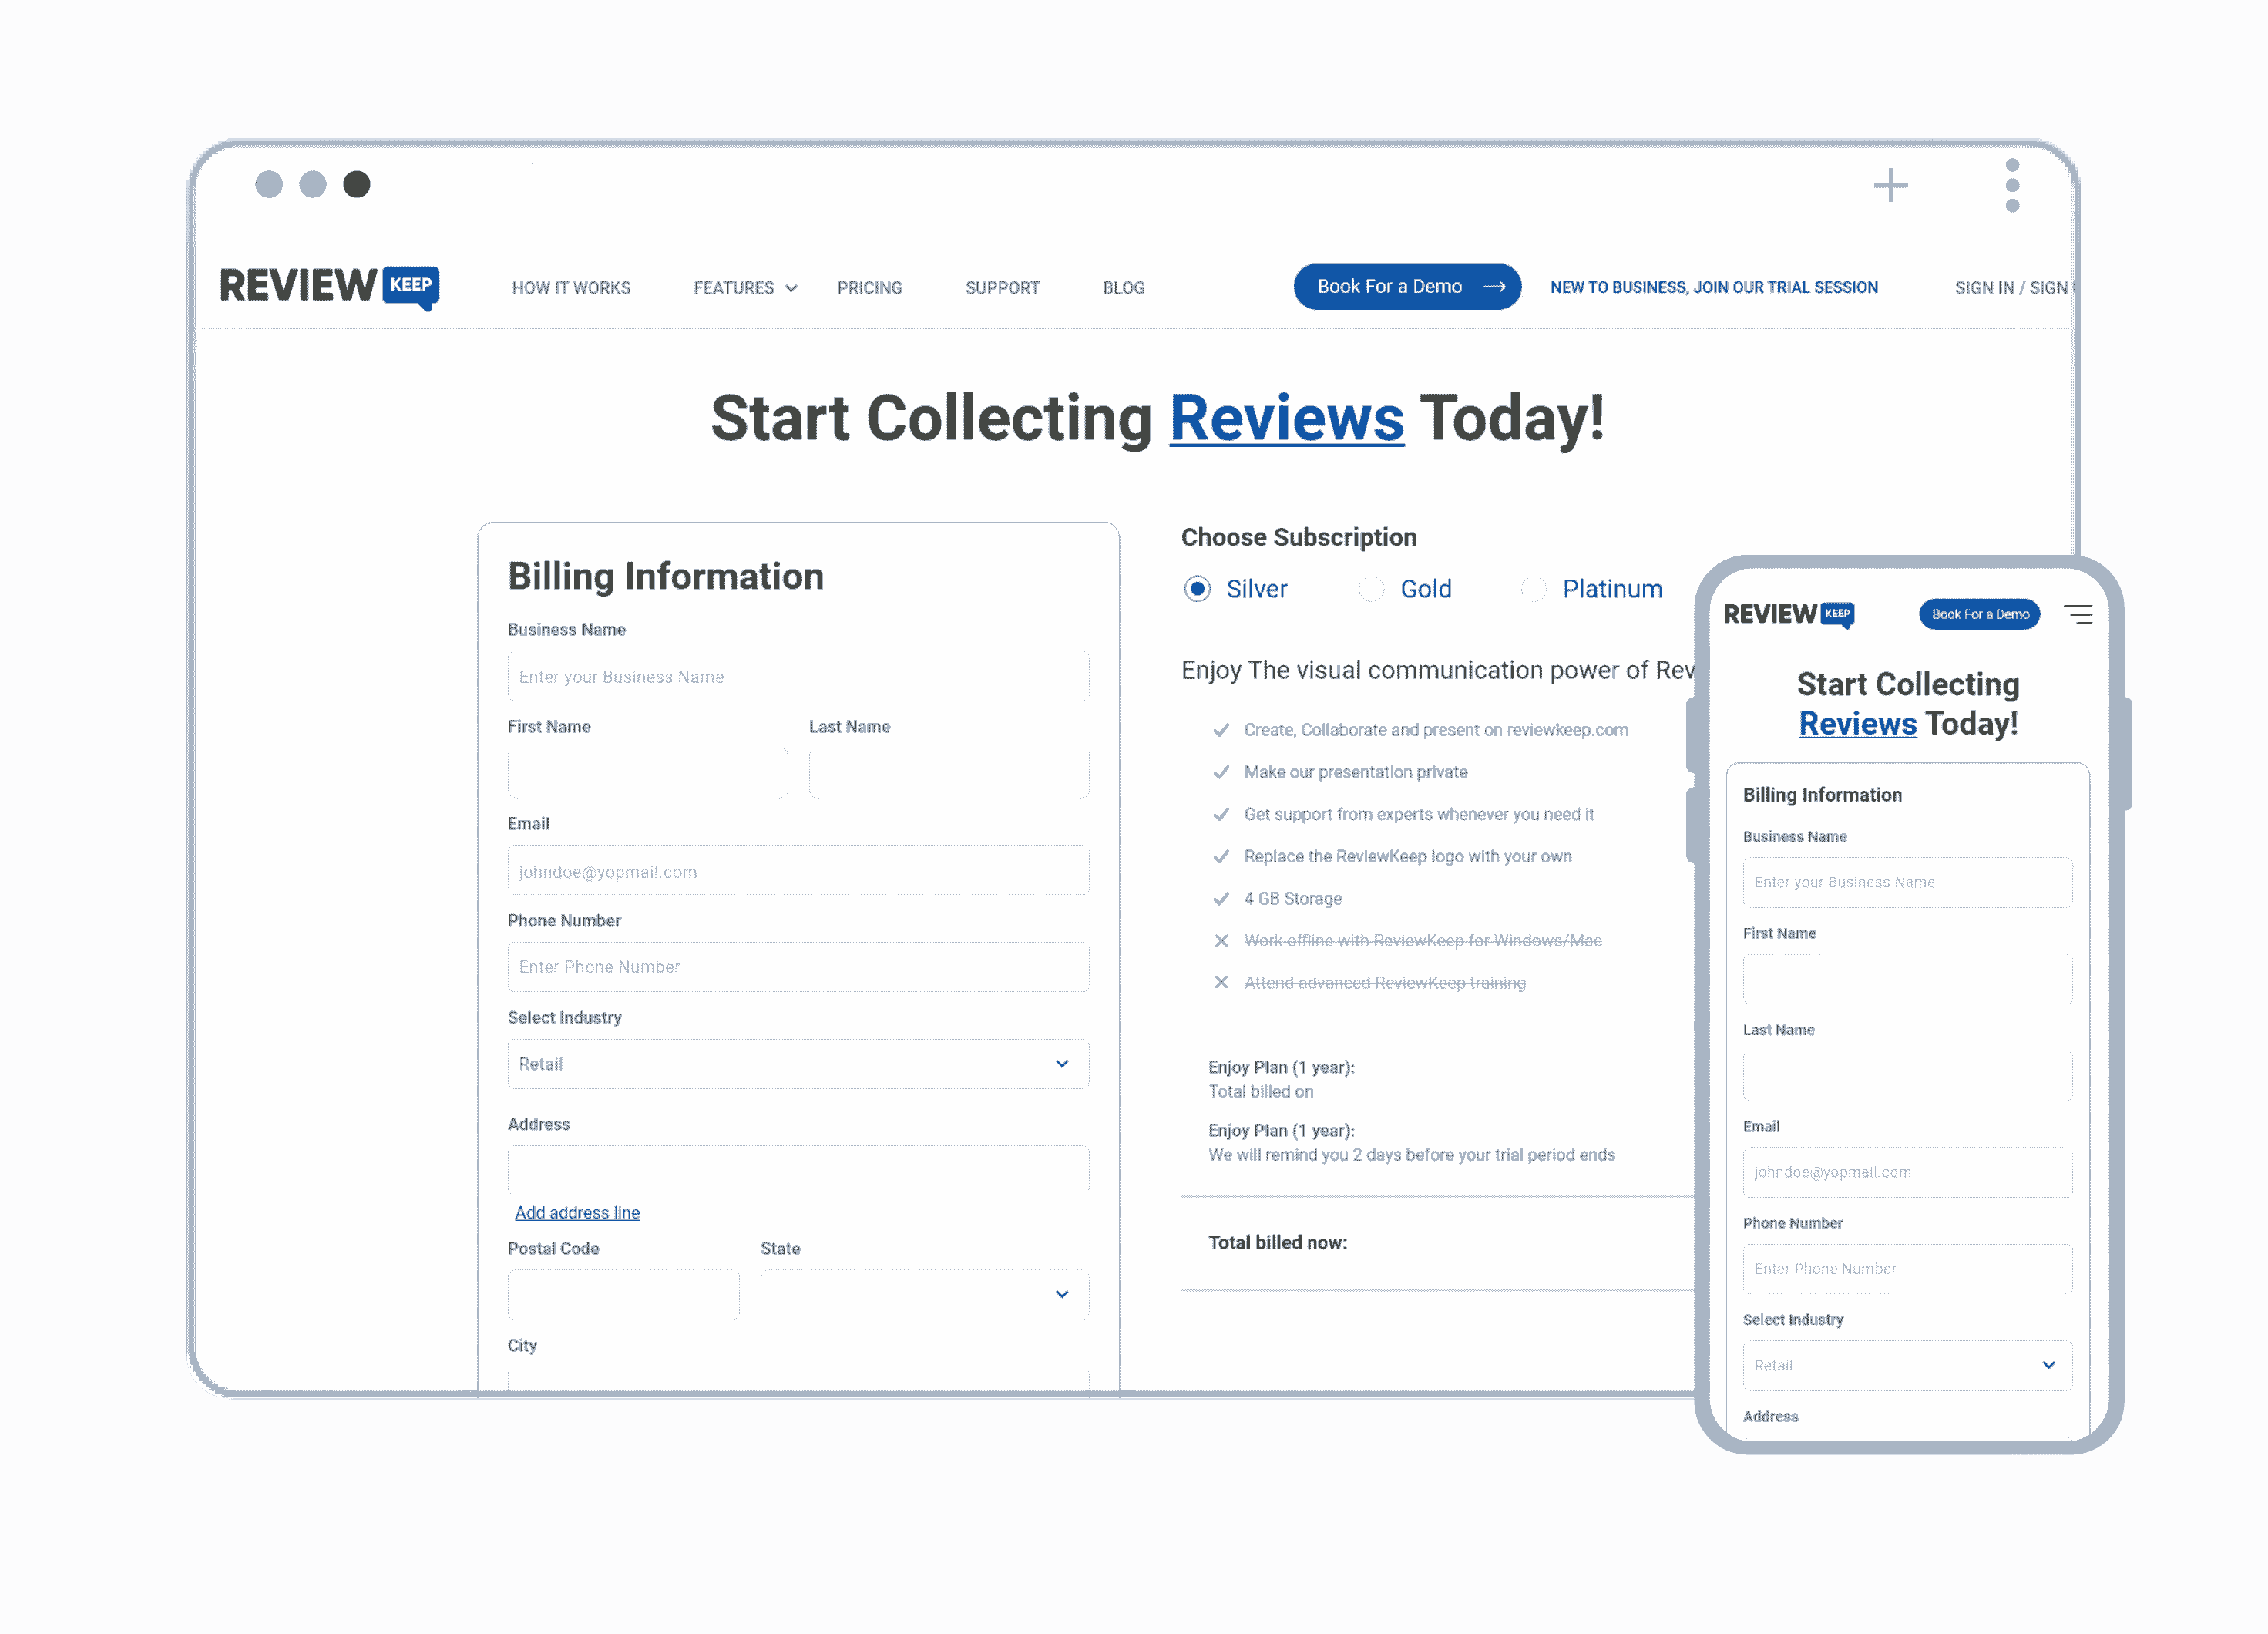 REVIEW KEEP
HOW IT WORKS
FEATURES
PRICING
SUPPORT
BLOG
Book For a Demo
NEW TO BUSINESS, JOIN OUR TRIAL SESSION
SIGN IN / SIGN
Start Collecting Reviews Today!
Billing Information
Business Name
Enter your Business Name
First Name
Last Name
Email
johndoe@yopmail.com
Phone Number
Enter Phone Number
Select Industry
Retail
Address
Add address line
Postal Code
State
City
Choose Subscription
Silver
Gold
Platinum
Enjoy The visual communication power of Rev
Create, Collaborate and present on reviewkeep.com
Make our presentation private
Get support from experts whenever you need it
Replace the ReviewKeep logo with your own
4 GB Storage
Work offline with ReviewKeep for Windows/Mac
Attend advanced ReviewKeep training
Enjoy Plan (1 year):
Total billed on
Enjoy Plan (1 year):
We will remind you 2 days before your trial period ends
Total billed now:
REVIEW KEEP
Book For a Demo
Start Collecting
Reviews Today!
Billing Information
Business Name
Enter your Business Name
First Name
Last Name
Email
johndoe@yopmail.com
Phone Number
Enter Phone Number
Select Industry
Retail
Address